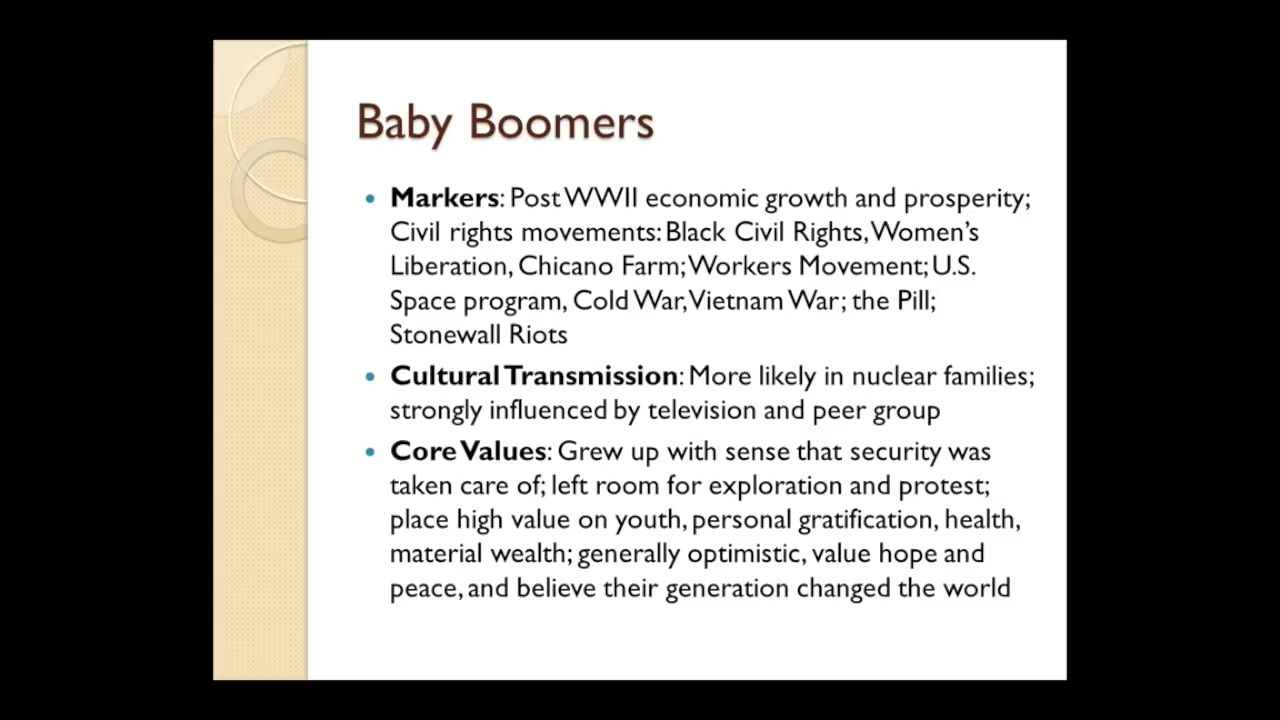 Baby Boomers
• Markers: Post WWII economic growth and prosperity;
Civil rights movements: Black Civil Rights, Women's
Liberation, Chicano Farm; Workers Movement; U.S.
Space program, Cold War, Vietnam War; the Pill;
Stonewall Riots
• Cultural Transmission: More likely in nuclear families;
strongly influenced by television and peer group
• Core Values: Grew up with sense that security was
taken care of; left room for exploration and protest;
place high value on youth, personal gratification, health,
material wealth; generally optimistic, value hope and
peace, and believe their generation changed the world